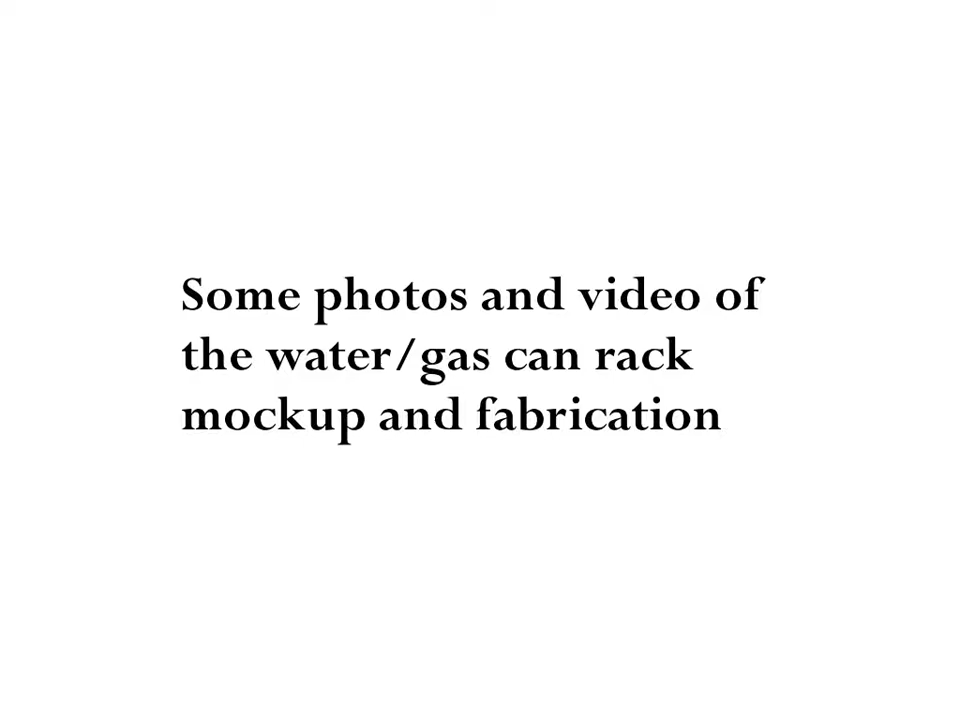 Some photos and video of
the water/gas can rack
mockup and fabrication